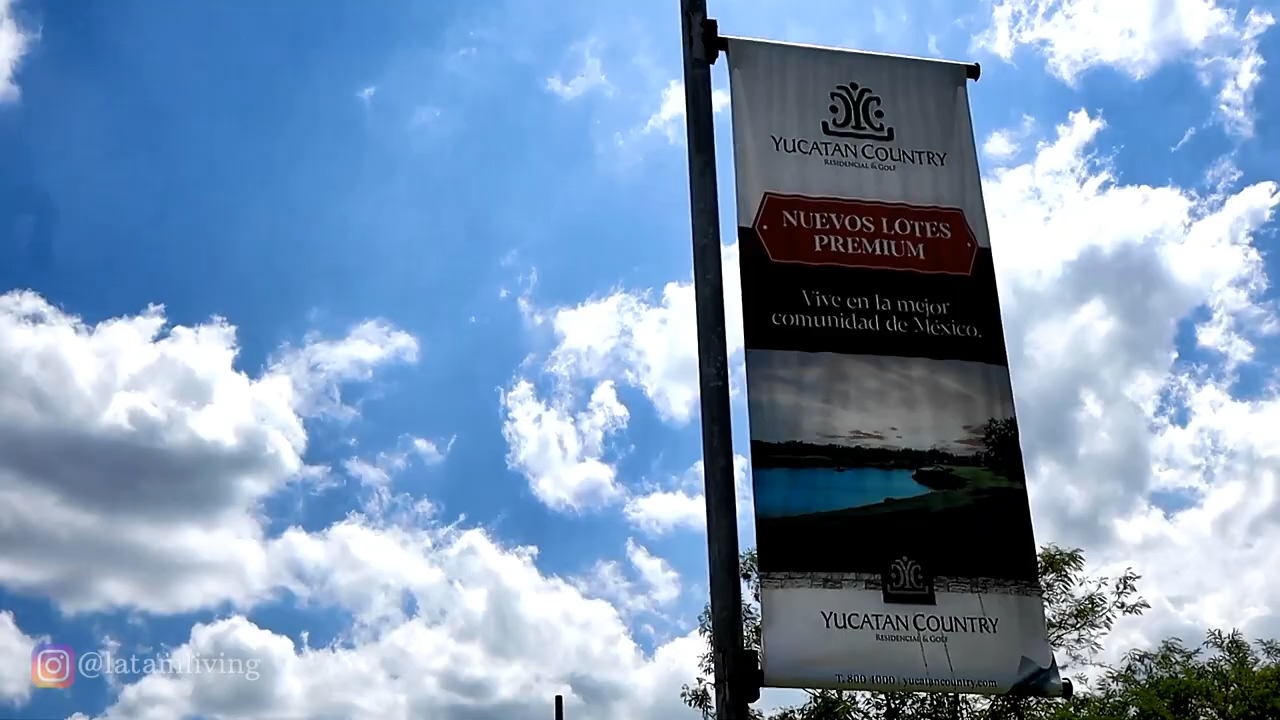 YUCATAN COUNTRY
RESIDENCIAL & GOLF
NUEVOS LOTES
PREMIUM
Vive en la mejor
comunidad de México.
YUCATAN COUNTRY
RESIDENCIAL & GOLF
T. 800 4000 | yucatancountry.com
@latamliving